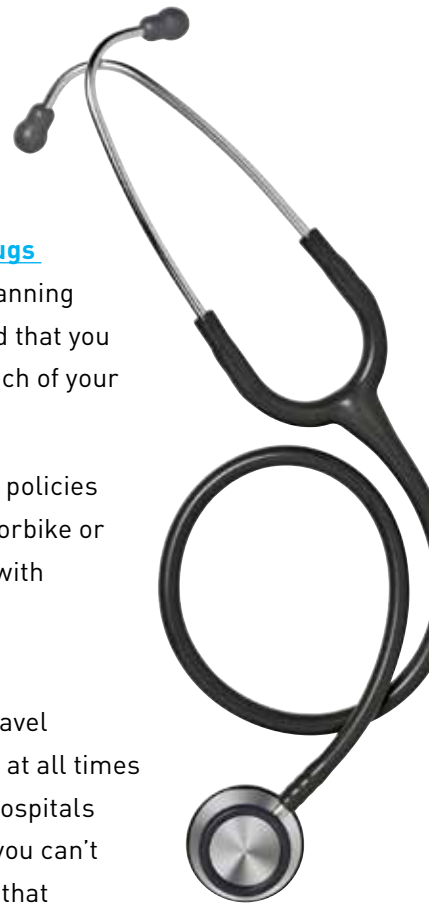 ugs
anning
d that you
ch of your
policies
orbike or
with
avel
at all times
ospitals
you can't
that